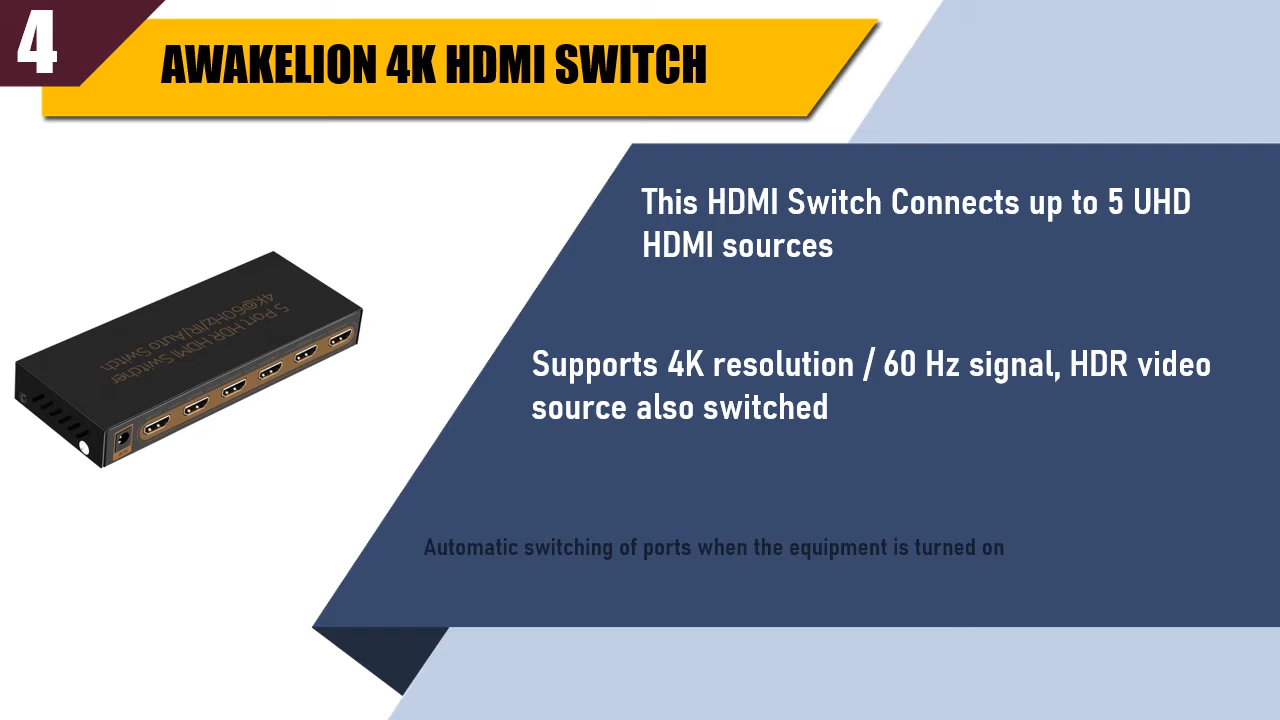 4
AWAKELION 4K HDMI SWITCH
This HDMI Switch Connects up to 5 UHD
HDMI sources
Supports 4K resolution / 60 Hz signal, HDR video
source also switched
Automatic switching of ports when the equipment is turned on
5 Port HDR HDMI Switcher
4K@60Hz/IR/Auto Switch